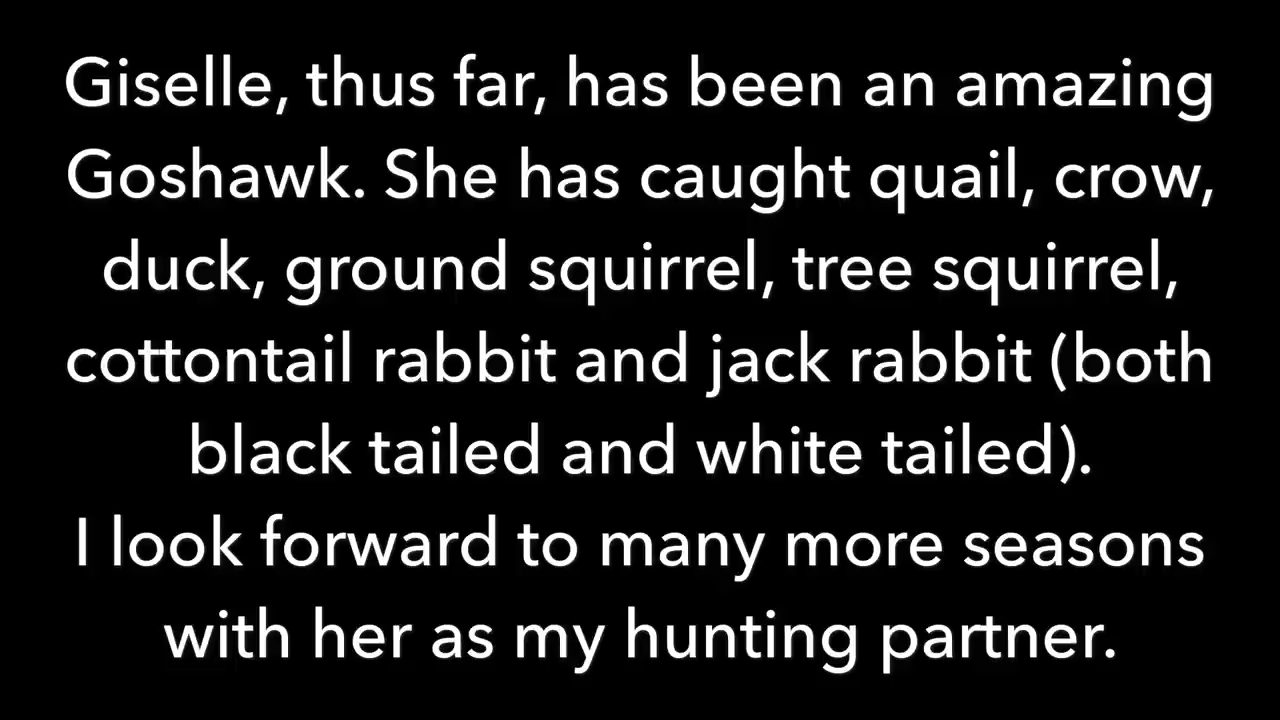 Giselle, thus far, has been an amazing
Goshawk. She has caught quail, crow,
duck, ground squirrel, tree squirrel,
cottontail rabbit and jack rabbit (both
black tailed and white tailed).
I look forward to many more seasons
with her as my hunting partner.